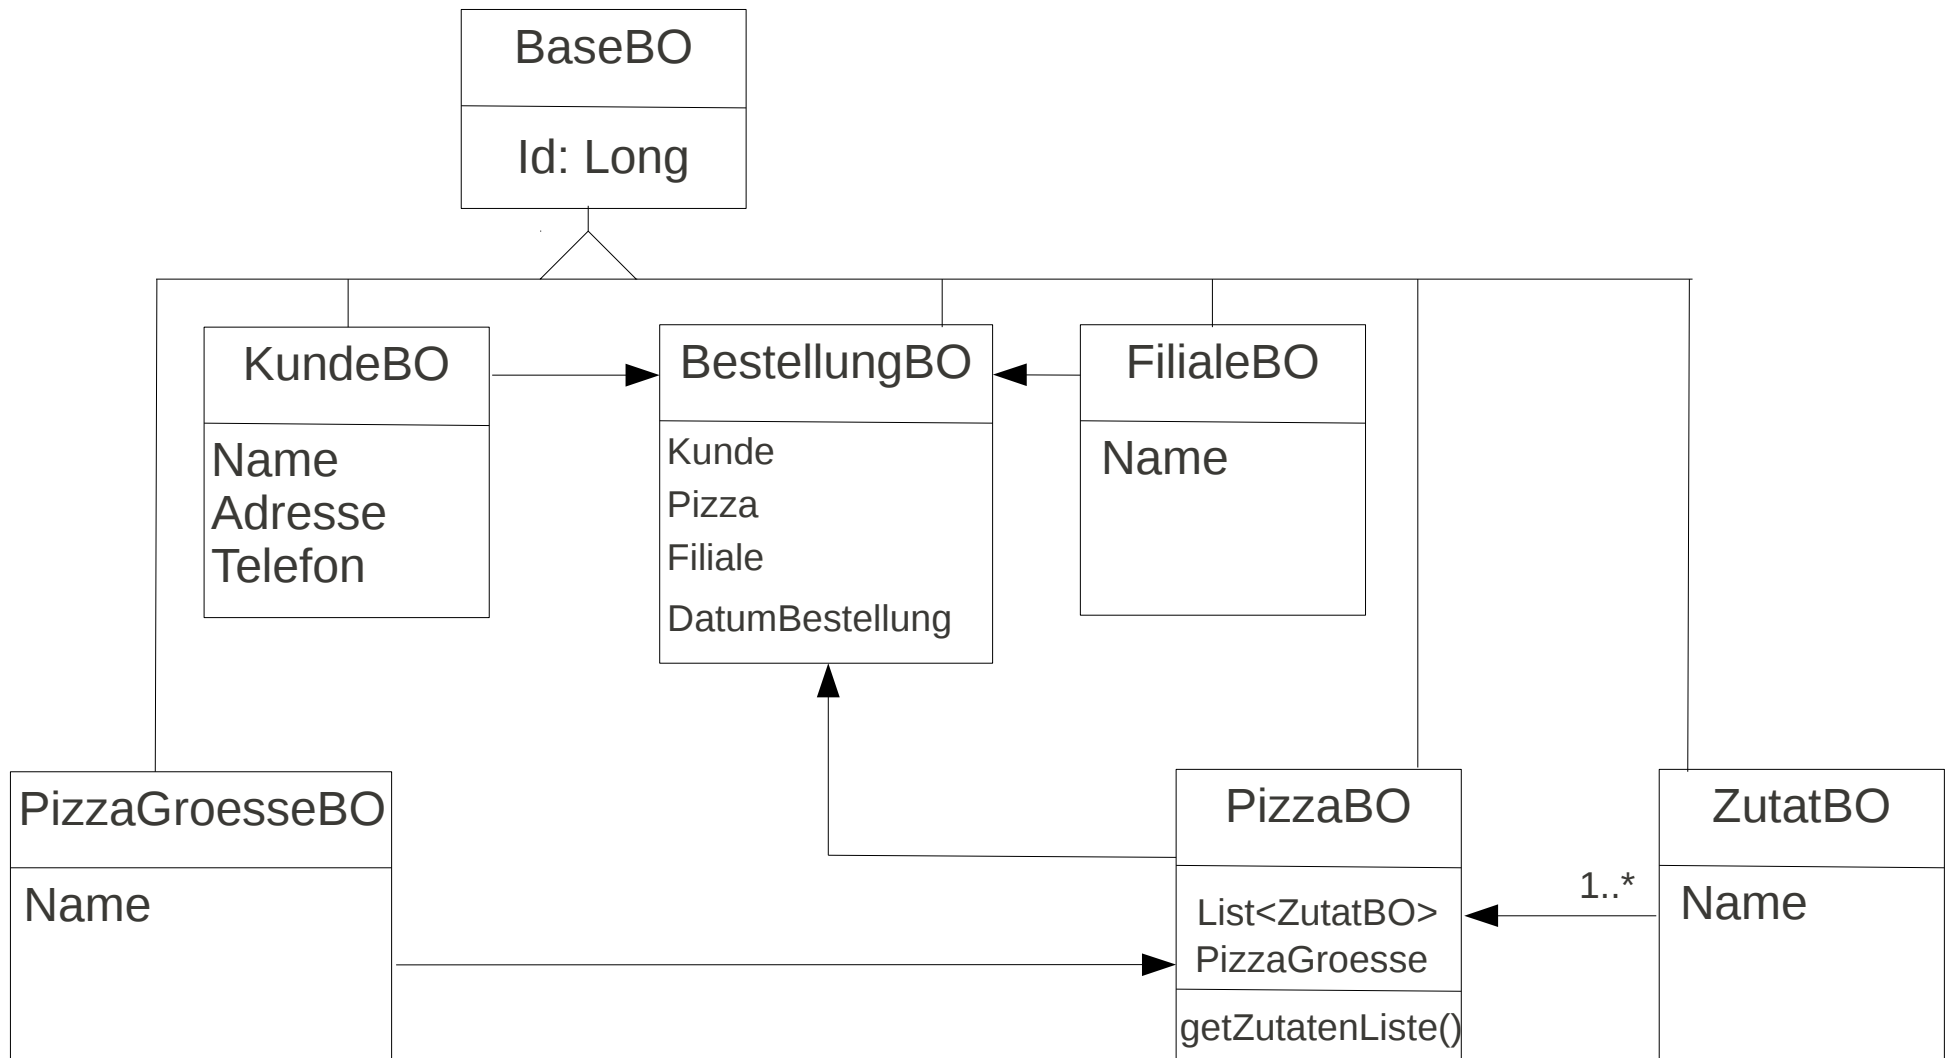 BaseBO
Id: Long
KundeBO
Name
Adresse
Telefon
BestellungBO
Kunde
Pizza
Filiale
DatumBestellung
FilialeBO
Name
PizzaGroesseBO
Name
PizzaBO
List<ZutatBO>
PizzaGroesse
getZutatenListe()
1..*
ZutatBO
Name